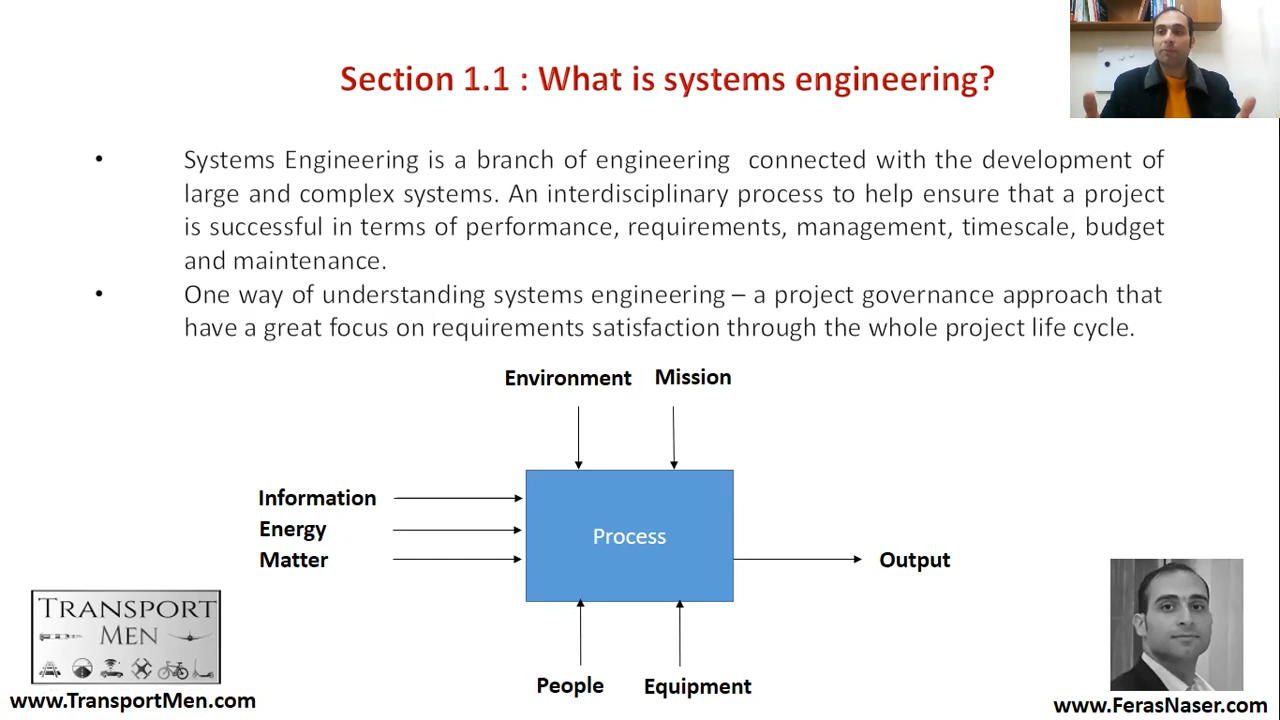 Section 1.1 : What is systems engineering?
• Systems Engineering is a branch of engineering connected with the development of
large and complex systems. An interdisciplinary process to help ensure that a project
is successful in terms of performance, requirements, management, timescale, budget
and maintenance.
• One way of understanding systems engineering – a project governance approach that
have a great focus on requirements satisfaction through the whole project life cycle.
Environment Mission
Information
Energy
Matter
Process
Output
People Equipment
TRANSPORT
MEN
www.TransportMen.com
www.FerasNaser.com